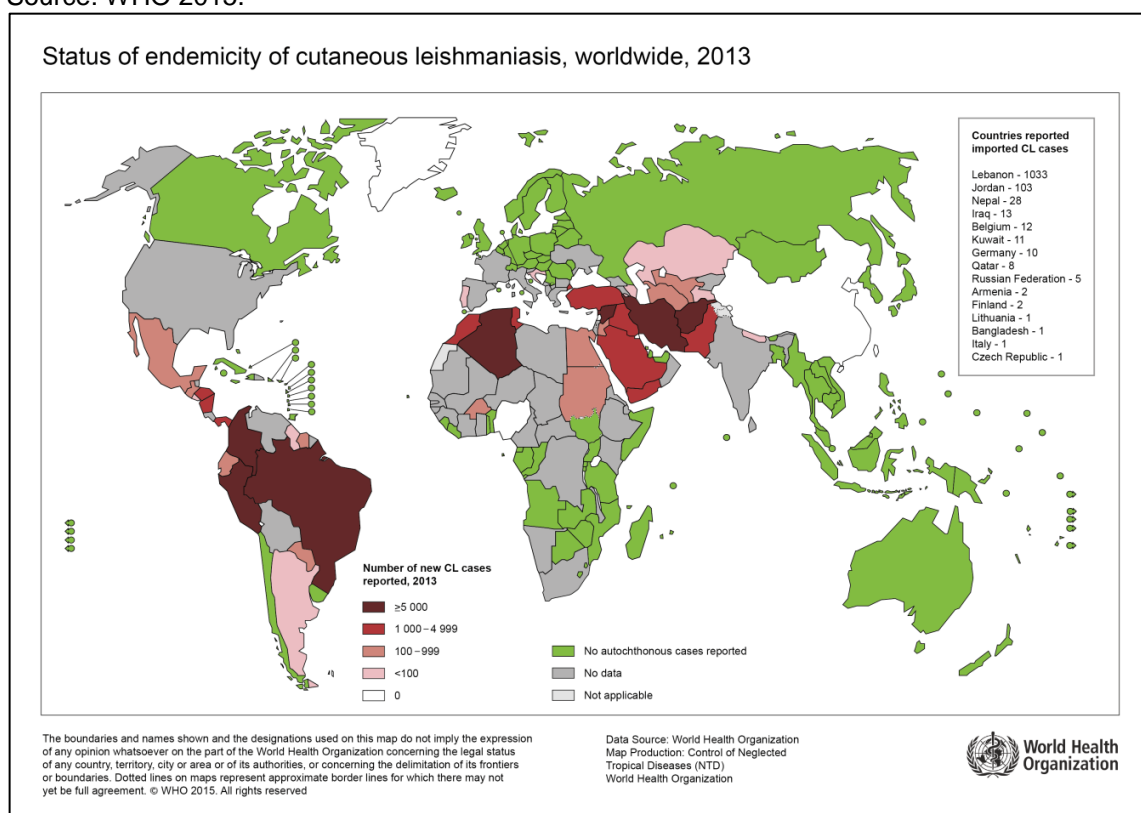 Source: WHO 2015.
Status of endemicity of cutaneous leishmaniasis, worldwide, 2013
Countries reported
imported CL cases
Lebanon - 1033
Jordan - 103
Nepal - 28
Iraq - 13
Belgium - 12
Kuwait - 11
Germany - 10
Qatar - 8
Russian Federation - 5
Armenia - 2
Finland - 2
Lithuania - 1
Bangladesh - 1
Italy - 1
Czech Republic - 1
Number of new CL cases
reported, 2013
≥5 000
1 000–4 999
100–999
<100
0
No autochthonous cases reported
No data
Not applicable
The boundaries and names shown and the designations used on this map do not imply the expression
of any opinion whatsoever on the part of the World Health Organization concerning the legal status
of any country, territory, city or area or of its authorities, or concerning the delimitation of its frontiers
or boundaries. Dotted lines on maps represent approximate border lines for which there may not
yet be full agreement. © WHO 2015. All rights reserved
Data Source: World Health Organization
Map Production: Control of Neglected
Tropical Diseases (NTD)
World Health Organization
World Health
Organization